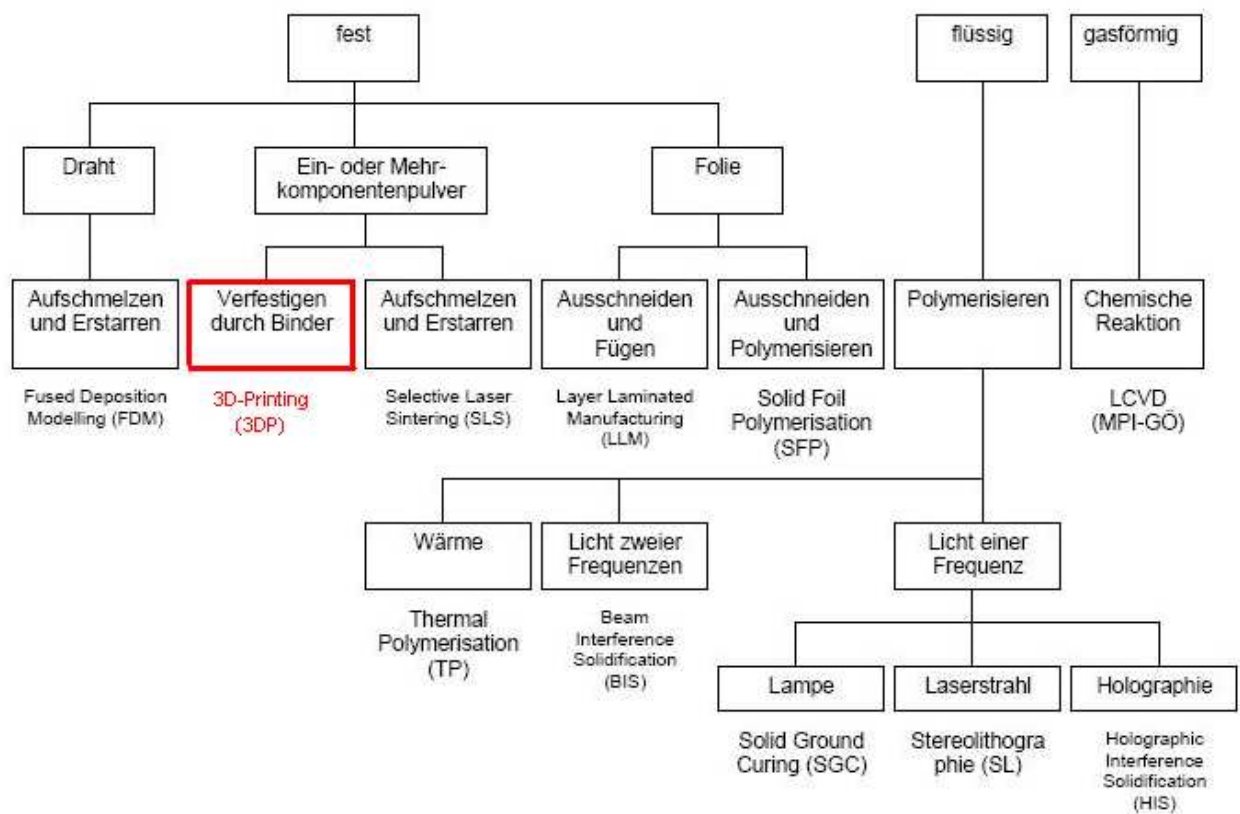 fest
flüssig
gasförmig
Draht
Ein- oder Mehr-
komponentenpulver
Folie
Aufschmelzen
und Erstarren
Verfestigen
durch Binder
Aufschmelzen
und Erstarren
Ausschneiden
und
Fügen
Ausschneiden
und
Polymerisieren
Polymerisieren
Chemische
Reaktion
Fused Deposition
Modelling (FDM)
3D-Printing
(3DP)
Selective Laser
Sintering (SLS)
Layer Laminated
Manufacturing
(LLM)
Solid Foil
Polymerisation
(SFP)
LCVD
(MPI-GÖ)
Wärme
Licht zweier
Frequenzen
Licht einer
Frequenz
Thermal
Polymerisation
(TP)
Beam
Interference
Solidification
(BIS)
Lampe
Laserstrahl
Holographie
Solid Ground
Curing (SGC)
Stereolithogra
phie (SL)
Holographic
Interference
Solidification
(HIS)